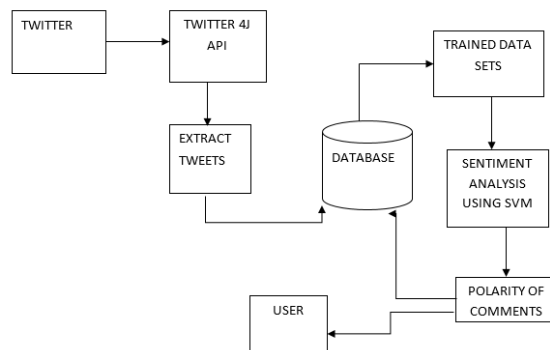 TWITTER
TWITTER 4J
API
EXTRACT
TWEETS
DATABASE
TRAINED DATA
SETS
SENTIMENT
ANALYSIS
USING SVM
POLARITY OF
COMMENTS
USER